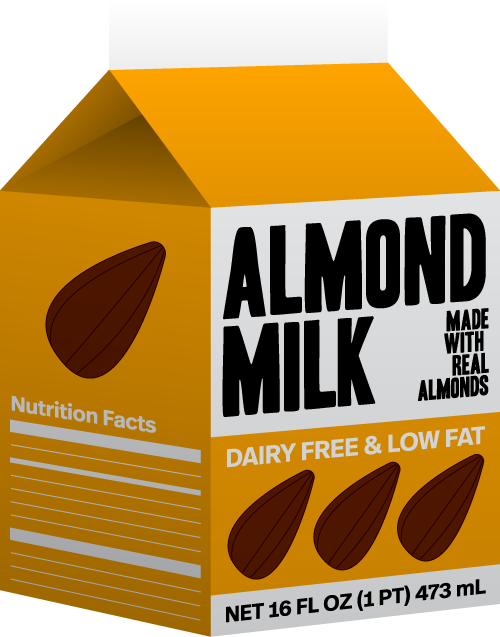 ALMOND
MILK
MADE
WITH
REAL
ALMONDS
Nutrition Facts
DAIRY FREE & LOW FAT
NET 16 FL OZ (1 PT) 473 mL